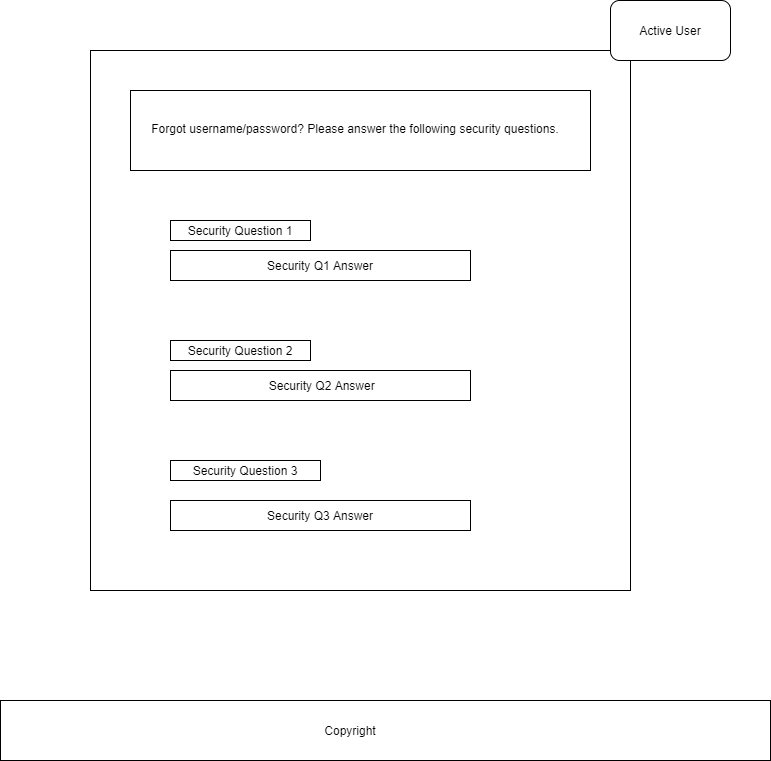 Active User
Forgot username/password? Please answer the following security questions.
Security Question 1
Security Q1 Answer
Security Question 2
Security Q2 Answer
Security Question 3
Security Q3 Answer
Copyright